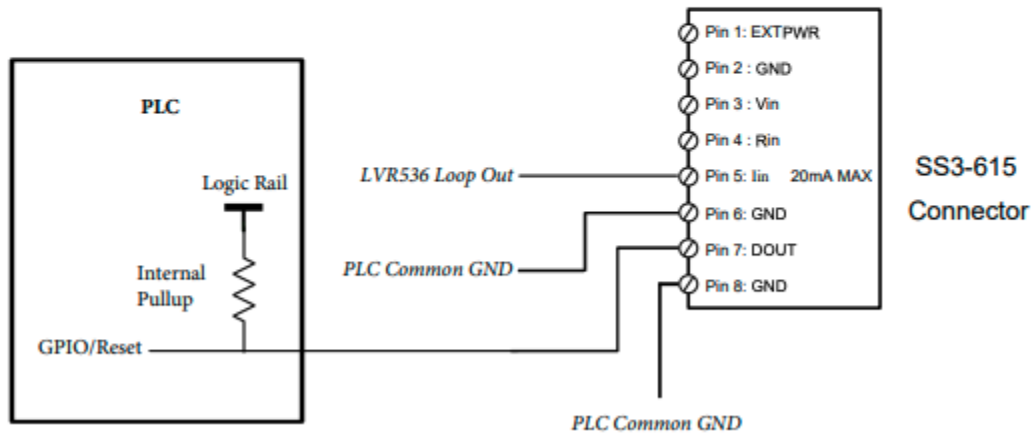 PLC
Logic Rail
Internal
Pullup
GPIO/Reset
LVR536 Loop Out
PLC Common GND
PLC Common GND
Pin 1: EXTPWR
Pin 2 : GND
Pin 3 : Vin
Pin 4 : Rin
Pin 5: Iin 20mA MAX
Pin 6: GND
Pin 7: DOUT
Pin 8: GND
SS3-615
Connector